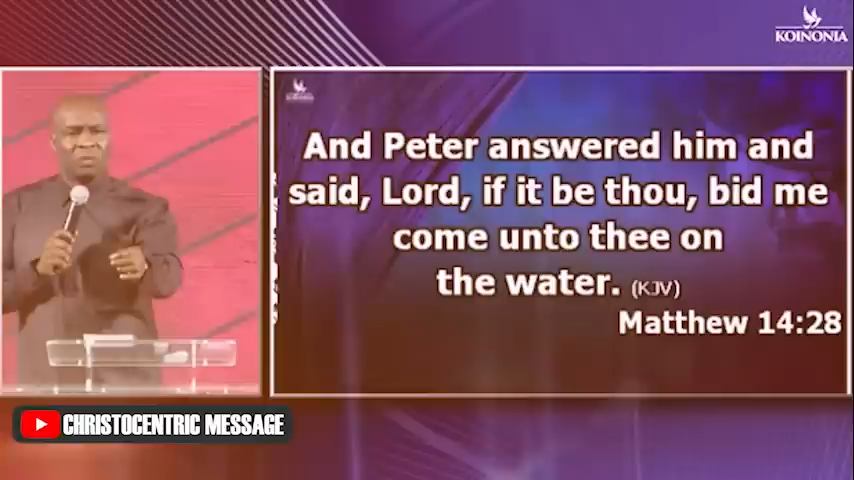 KOINONIA
And Peter answered him and
said, Lord, if it be thou, bid me
come unto thee on
the water. (KJV)
Matthew 14:28
CHRISTOCENTRIC MESSAGE